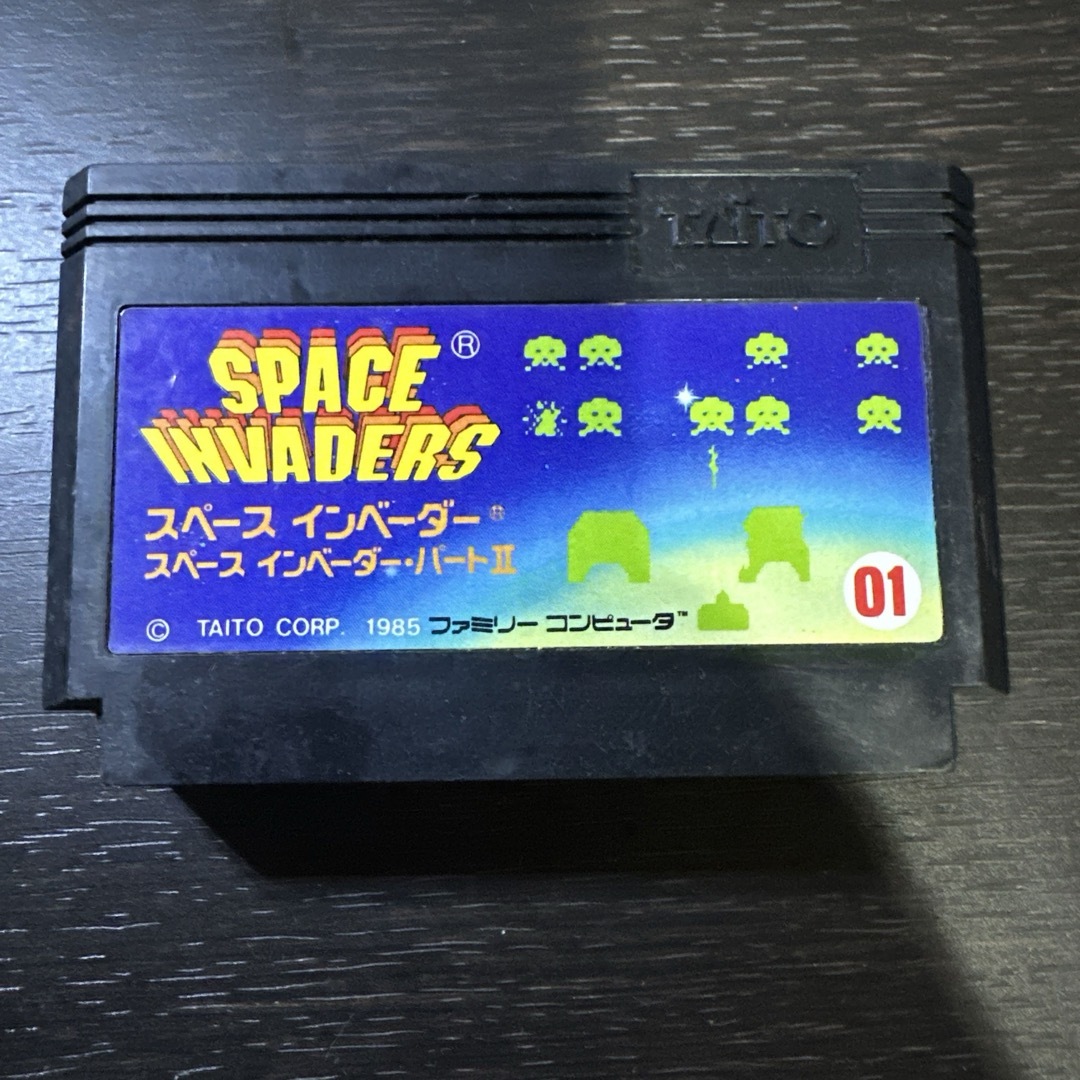 TAITO
SPACE ®
INVADERS
スペース インベーダー®
スペース インベーダー・パートⅡ
© TAITO CORP. 1985 ファミリー コンピュータ™
01